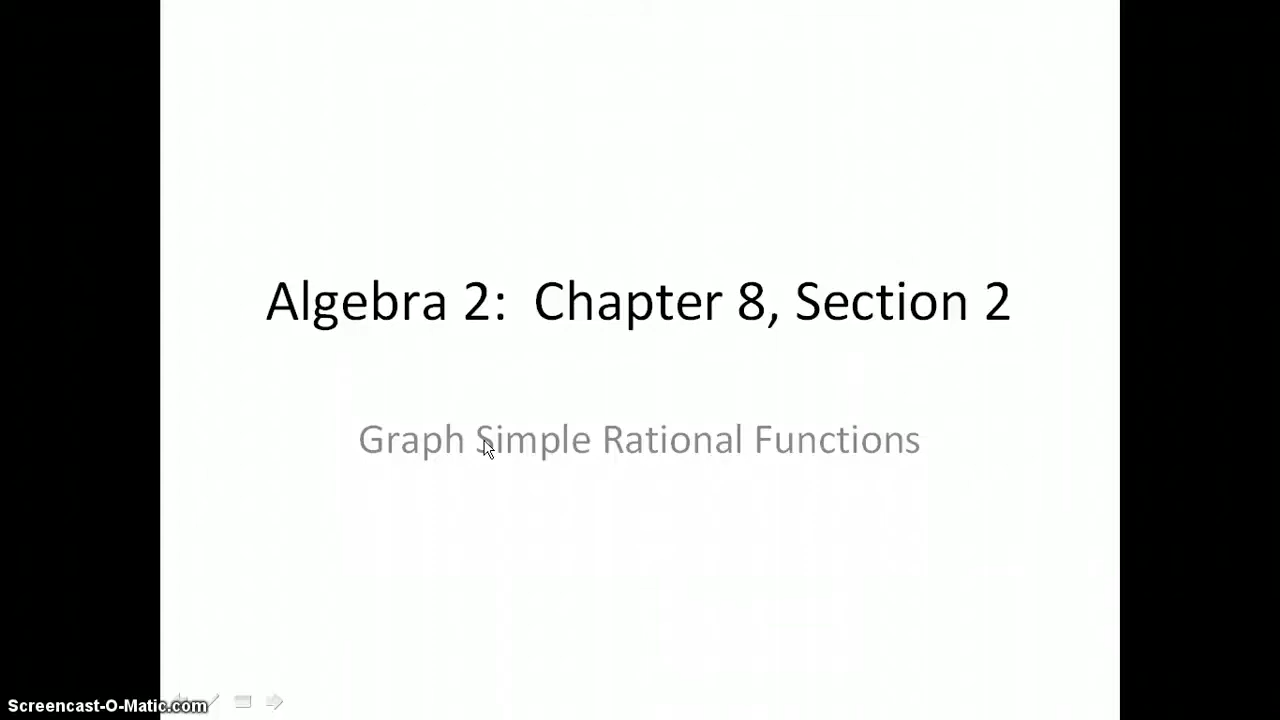 Algebra 2:  Chapter 8, Section 2
Graph Simple Rational Functions
Screencast-O-Matic.com